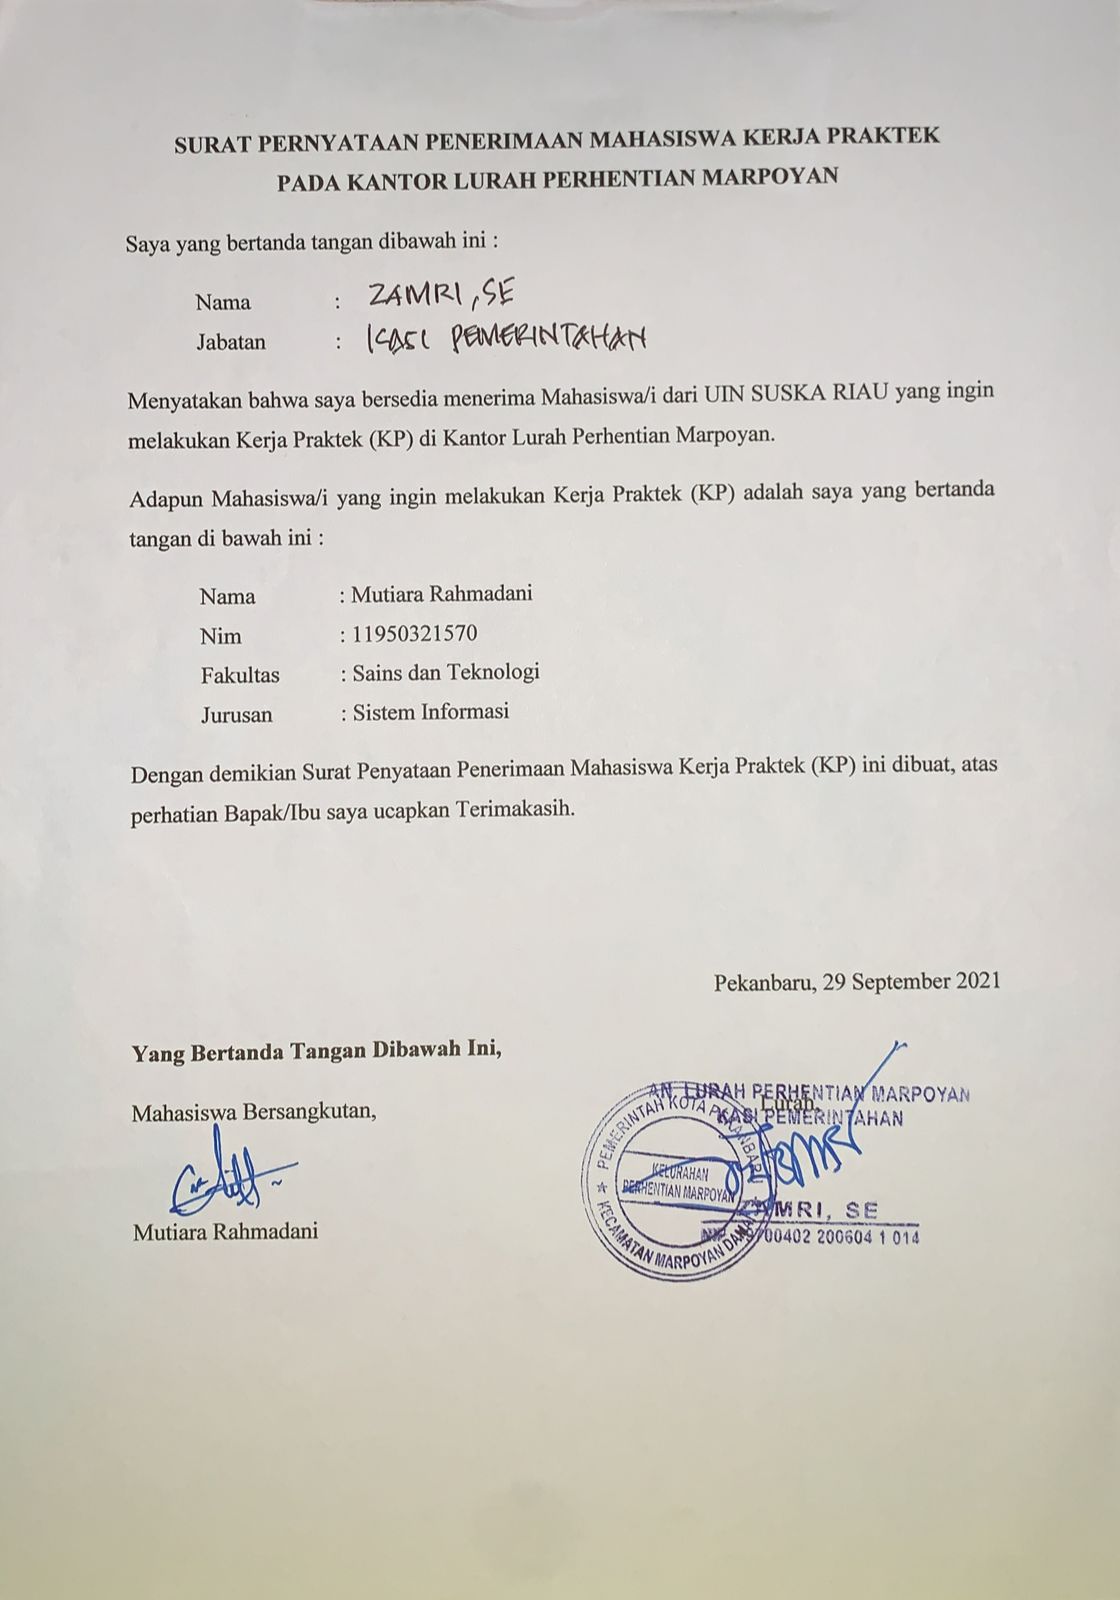 SURAT PERNYATAAN PENERIMAAN MAHASISWA KERJA PRAKTEK
PADA KANTOR LURAH PERHENTIAN MARPOYAN
Saya yang bertanda tangan dibawah ini :
Nama : ZAMRI, SE
Jabatan : KASI PEMERINTAHAN
Menyatakan bahwa saya bersedia menerima Mahasiswa/i dari UIN SUSKA RIAU yang ingin
melakukan Kerja Praktek (KP) di Kantor Lurah Perhentian Marpoyan.
Adapun Mahasiswa/i yang ingin melakukan Kerja Praktek (KP) adalah saya yang bertanda
tangan di bawah ini :
Nama : Mutiara Rahmadani
Nim : 11950321570
Fakultas : Sains dan Teknologi
Jurusan : Sistem Informasi
Dengan demikian Surat Penyataan Penerimaan Mahasiswa Kerja Praktek (KP) ini dibuat, atas
perhatian Bapak/Ibu saya ucapkan Terimakasih.
Pekanbaru, 29 September 2021
Yang Bertanda Tangan Dibawah Ini,
Mahasiswa Bersangkutan,
Mutiara Rahmadani
AN. LURAH PERHENTIAN MARPOYAN
Lurah,
KASI PEMERINTAHAN
PEMERINTAH KOTA PEKANBARU
KELURAHAN
PERHENTIAN MARPOYAN
KECAMATAN MARPOYAN DAMAI
ZAMRI, SE
NIP. 700402 200604 1 014